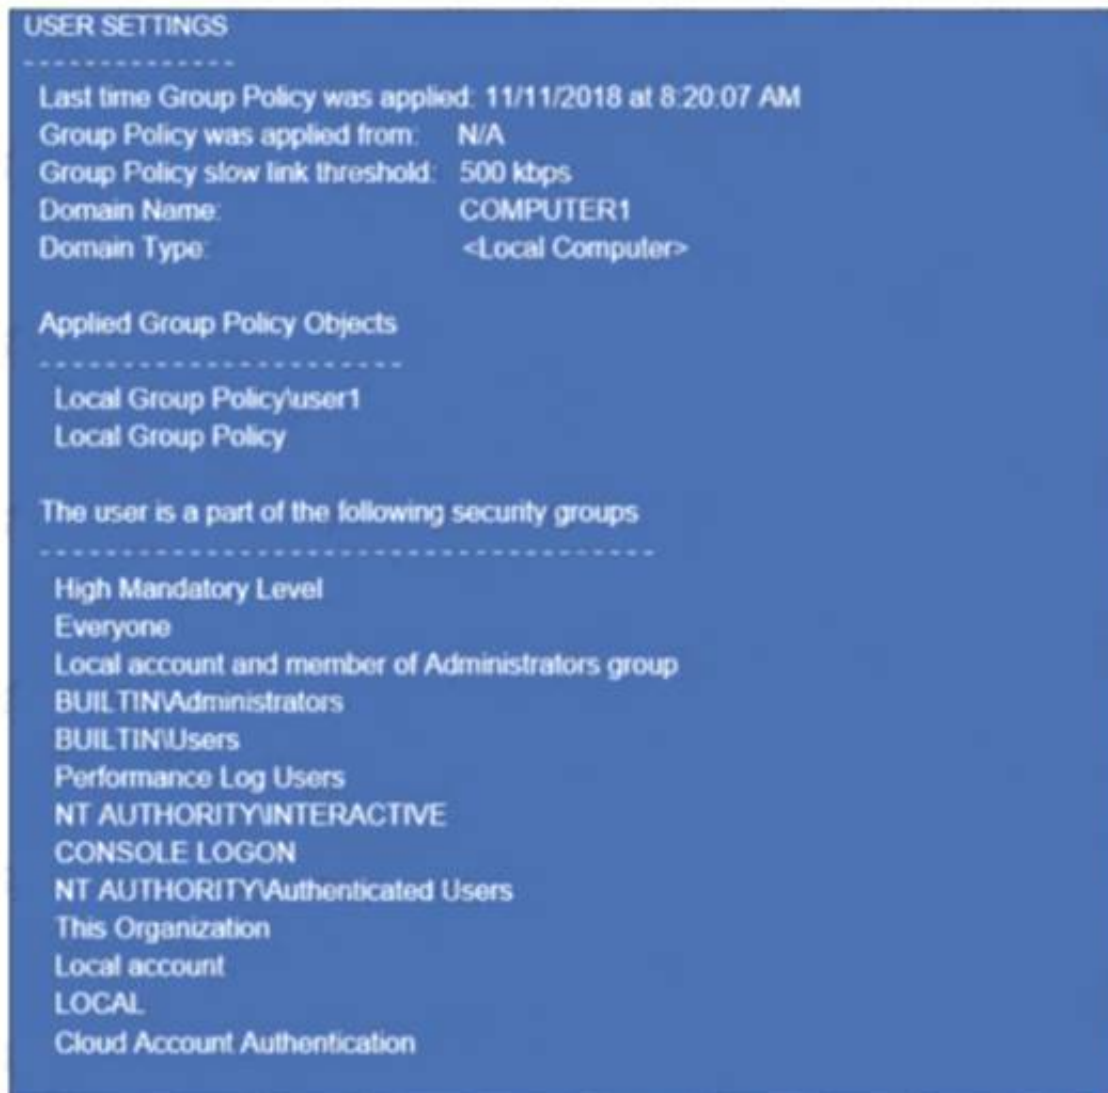 USER SETTINGS
--------------
Last time Group Policy was applied: 11/11/2018 at 8:20:07 AM
Group Policy was applied from: N/A
Group Policy slow link threshold: 500 kbps
Domain Name: COMPUTER1
Domain Type: <Local Computer>
Applied Group Policy Objects
-----------------------
Local Group Policy\user1
Local Group Policy
The user is a part of the following security groups
---------------------------------------
High Mandatory Level
Everyone
Local account and member of Administrators group
BUILTIN\Administrators
BUILTIN\Users
Performance Log Users
NT AUTHORITY\INTERACTIVE
CONSOLE LOGON
NT AUTHORITY\Authenticated Users
This Organization
Local account
LOCAL
Cloud Account Authentication